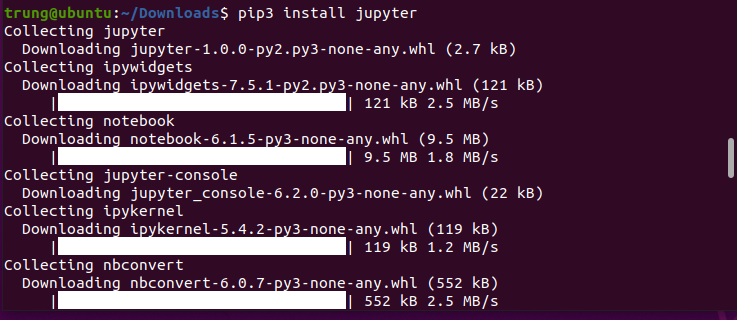 trung@ubuntu:~/Downloads$ pip3 install jupyter
Collecting jupyter
  Downloading jupyter-1.0.0-py2.py3-none-any.whl (2.7 kB)
Collecting ipywidgets
  Downloading ipywidgets-7.5.1-py2.py3-none-any.whl (121 kB)
     |████████████████████████████████| 121 kB 2.5 MB/s
Collecting notebook
  Downloading notebook-6.1.5-py3-none-any.whl (9.5 MB)
     |████████████████████████████████| 9.5 MB 1.8 MB/s
Collecting jupyter-console
  Downloading jupyter_console-6.2.0-py3-none-any.whl (22 kB)
Collecting ipykernel
  Downloading ipykernel-5.4.2-py3-none-any.whl (119 kB)
     |████████████████████████████████| 119 kB 1.2 MB/s
Collecting nbconvert
  Downloading nbconvert-6.0.7-py3-none-any.whl (552 kB)
     |████████████████████████████████| 552 kB 2.5 MB/s